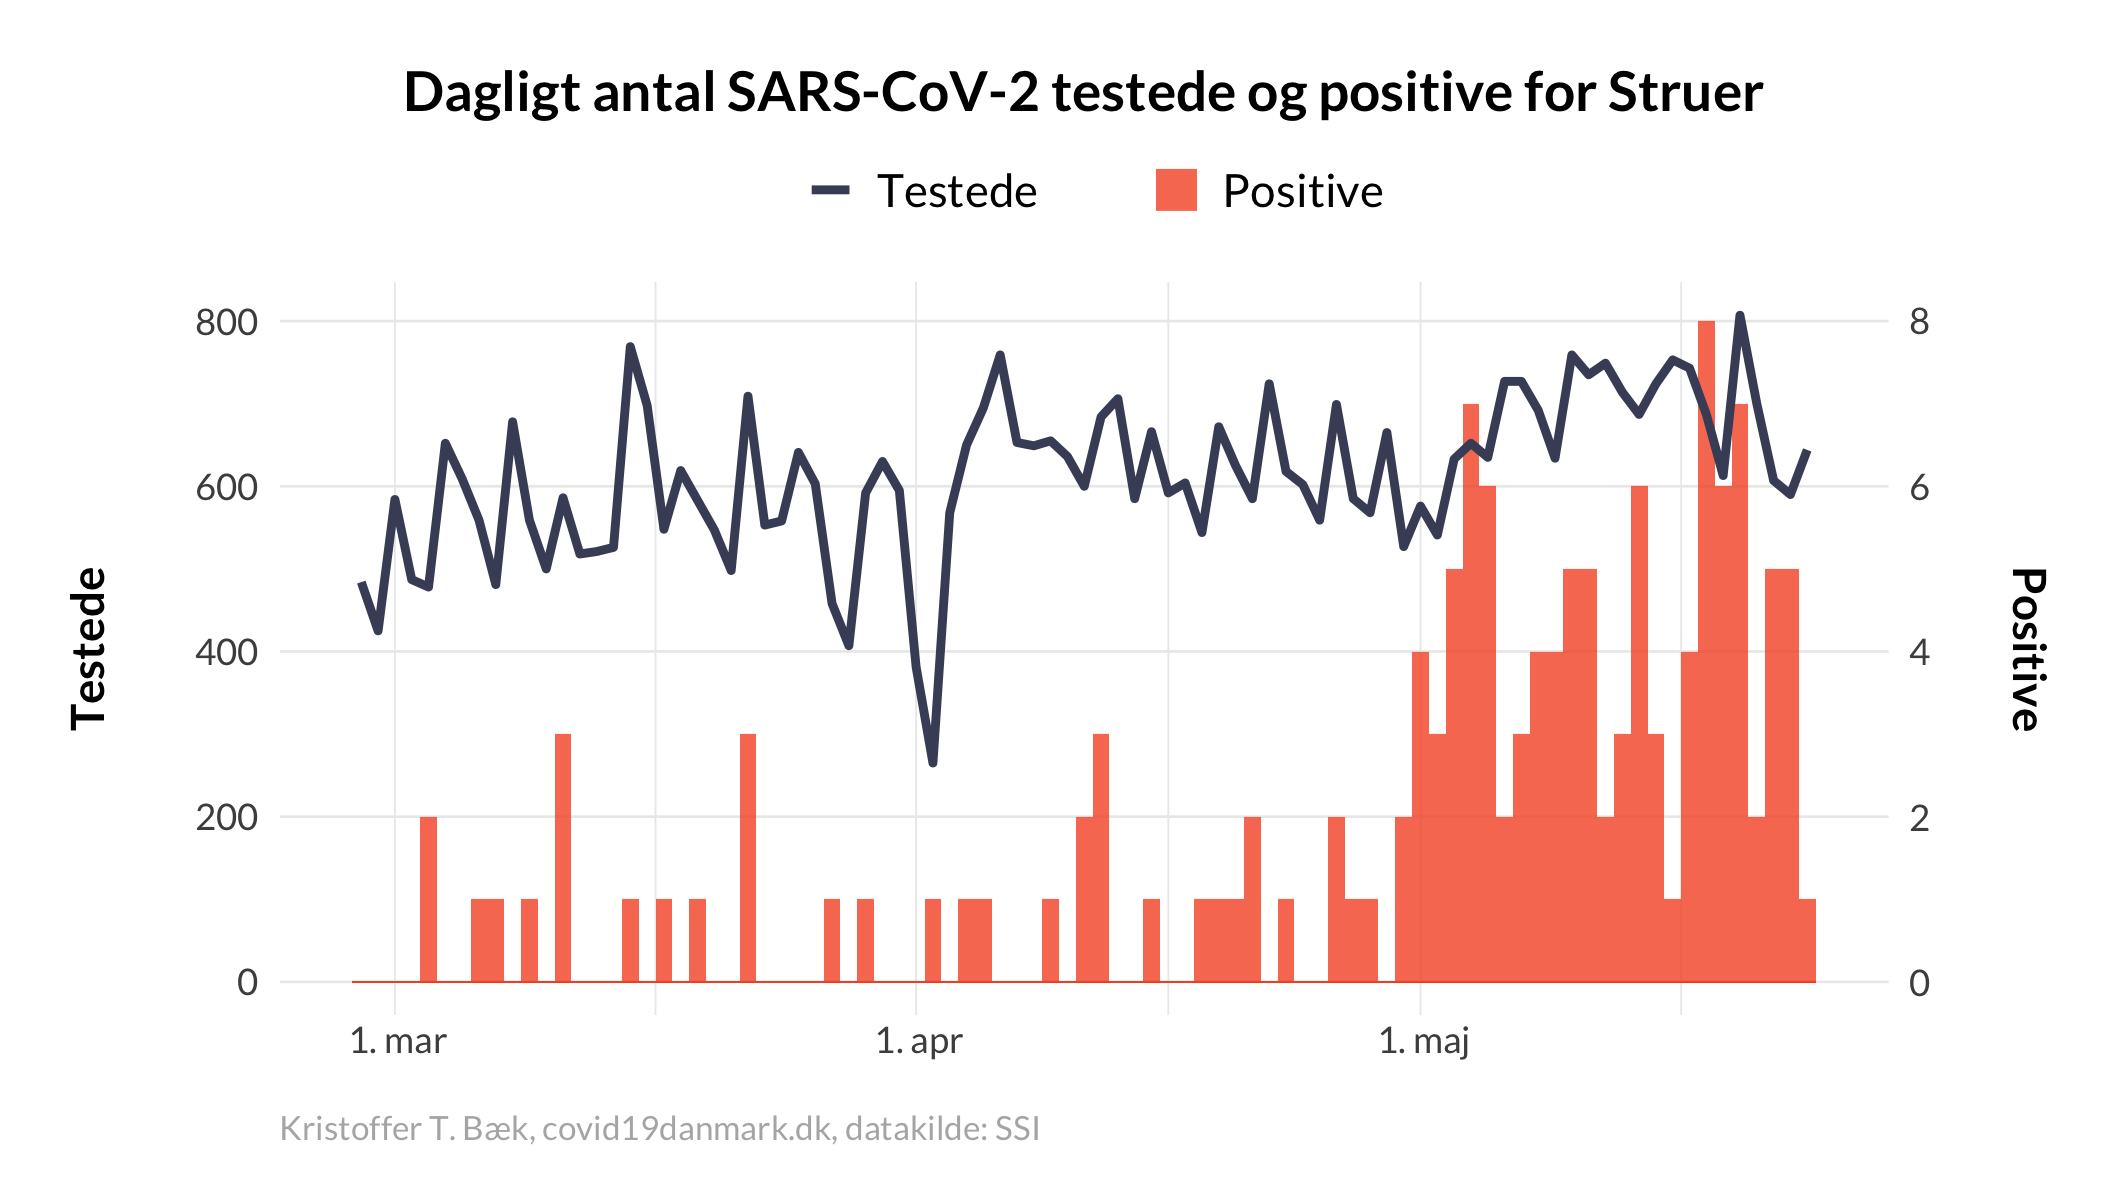 Dagligt antal SARS-CoV-2 testede og positive for Struer
Testede
Positive
Testede
800
600
400
200
0
8
6
4
2
0
Positive
1. mar
1. apr
1. maj
Kristoffer T. Bæk, covid19danmark.dk, datakilde: SSI